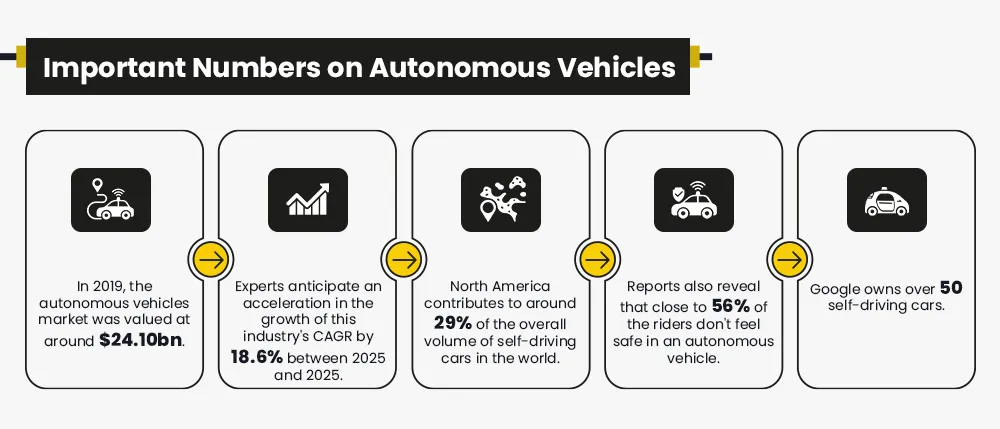 Important Numbers on Autonomous Vehicles
In 2019, the
autonomous vehicles
market was valued at
around $24.10bn.
Experts anticipate an
acceleration in the
growth of this
industry's CAGR by
18.6% between 2025
and 2025.
North America
contributes to around
29% of the overall
volume of self-driving
cars in the world.
Reports also reveal
that close to 56% of
the riders don't feel
safe in an autonomous
vehicle.
Google owns over 50
self-driving cars.